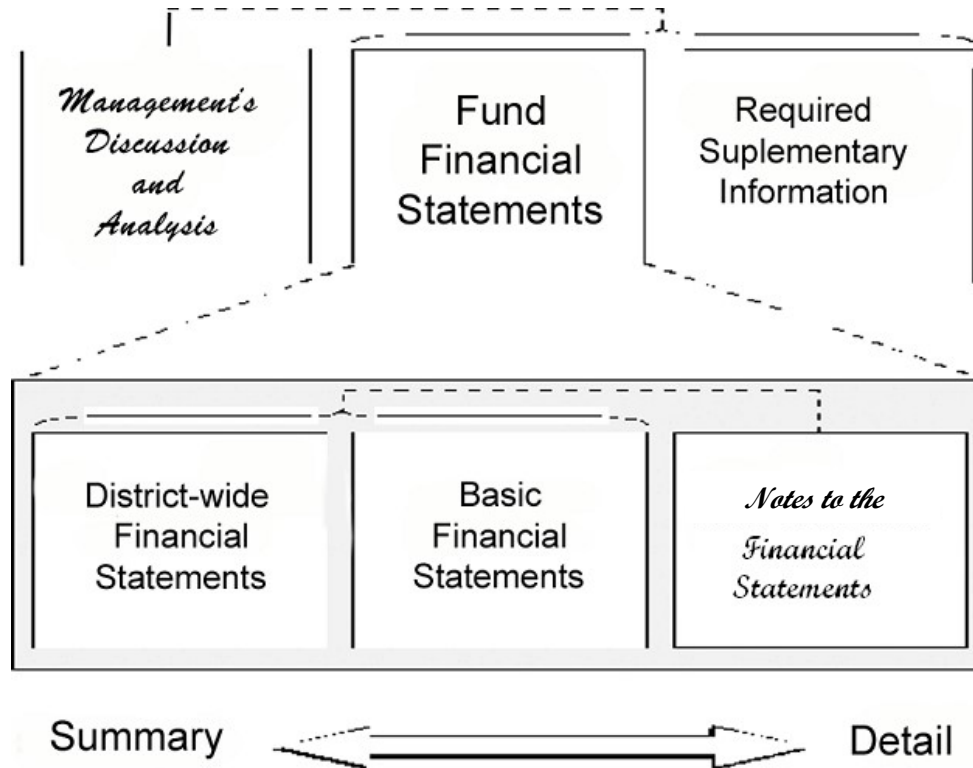 Management's
Discussion
and
Analysis
Fund
Financial
Statements
Required
Suplementary
Information
District-wide
Financial
Statements
Basic
Financial
Statements
Notes to the
Financial
Statements
Summary
Detail